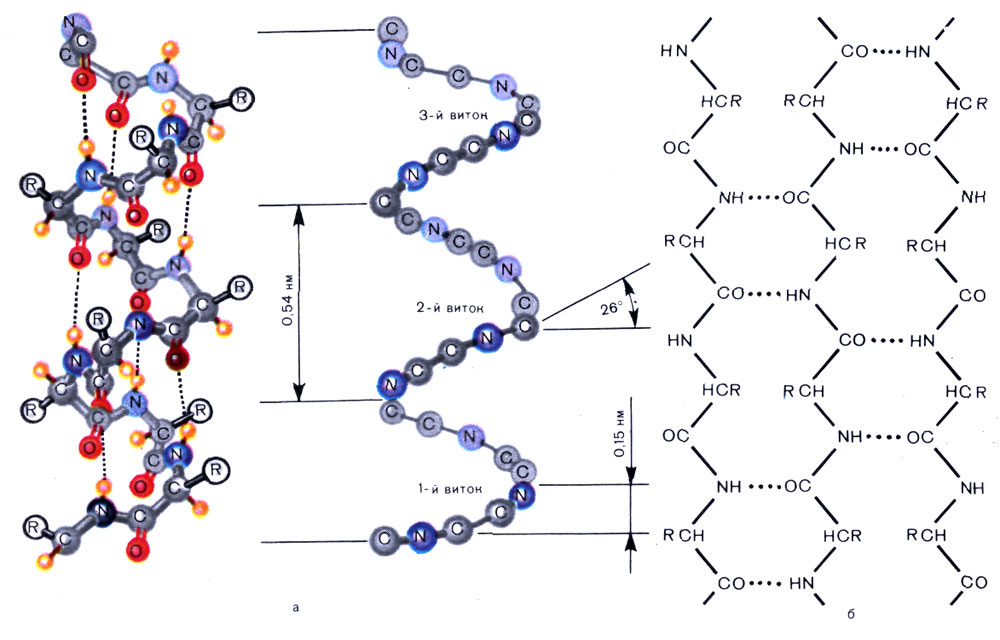 N
C
C
O
C
N
R
C
O
N
R
C
C
O
R
N
C
C
O
N
C
R
C
O
N
C
R
O
C
R
N
C
C
O
N
C
C
O
N
R
R
C
C
O
N
C
R
O
C
N
C
R
C
O
C
N
C
C
N
C
3-й виток
C
N
C
C
N
C
C
N
C
C
N
0,54 нм
2-й виток
C
C
26°
N
C
C
N
C
C
N
C
C
0,15 нм
1-й виток
N
C
C
N
C
а
HN CO HN
HCR RCH HCR
OC NH OC
NH OC NH
RCH HCR RCH
CO HN CO
HN CO HN
HCR RCH HCR
OC NH OC
NH OC NH
RCH HCR RCH
CO HN CO
б